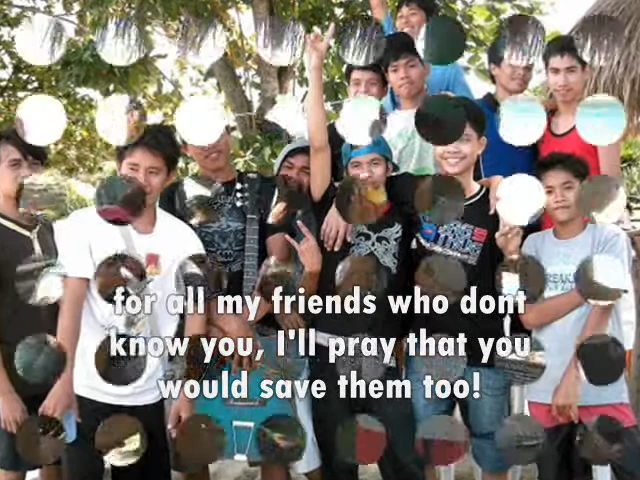 for all my friends who dont
know you, I'll pray that you
would save them too!